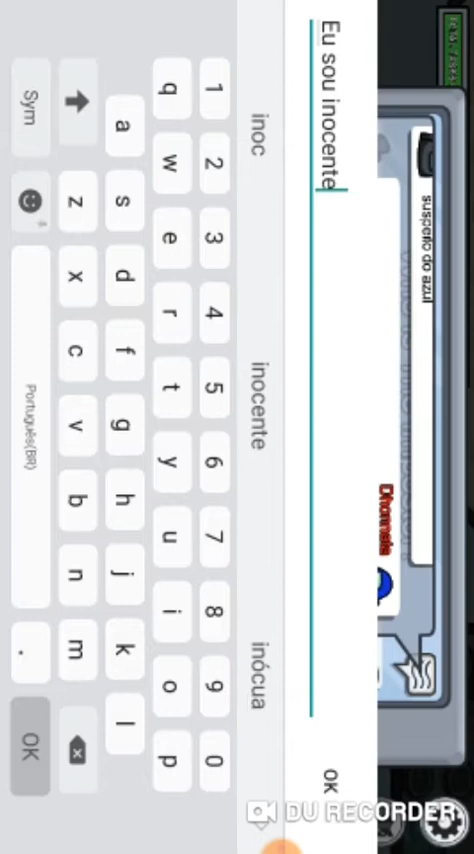 suspeito do azul
Eu sou inocente
OK
inoc inocente inócua
1 2 3 4 5 6 7 8 9 0
q w e r t y u i o p
a s d f g h j k l
z x c v b n m
Sym Português(BR) . OK
DU RECORDER